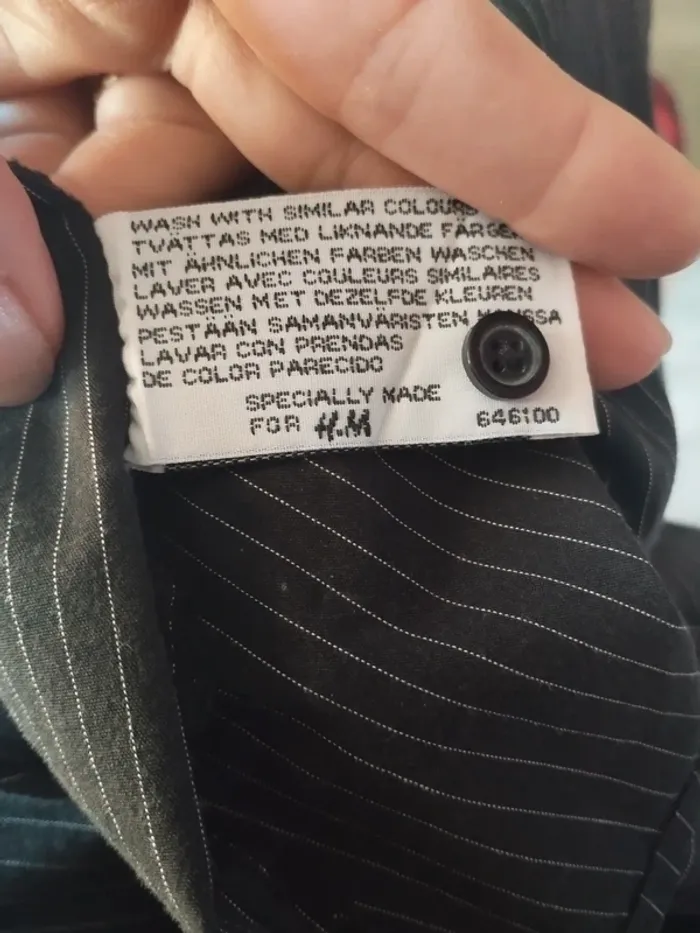 WASH WITH SIMILAR COLOURS
TVÄTTAS MED LIKNANDE
MIT ÄHNLICHEN FARBEN WASCHEN
LAVER AVEC COULEURS SIMILAIRES
WASSEN MET DEZELFDE KLEUREN
PESTÄÄN SAMANVÄRISTEN
LAVAR CON PRENDAS
DE COLOR PARECIDO
SPECIALLY MADE
FOR H&M
646100